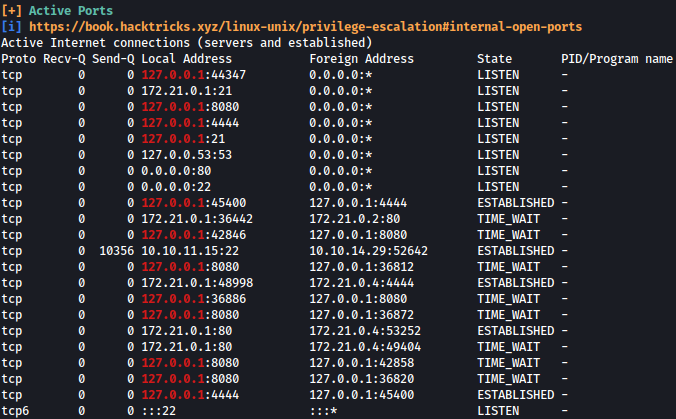 [+] Active Ports
[i] https://book.hacktricks.xyz/linux-unix/privilege-escalation#internal-open-ports
Active Internet connections (servers and established)
Proto Recv-Q Send-Q Local Address Foreign Address State PID/Program name
tcp 0 0 127.0.0.1:44347 0.0.0.0:* LISTEN -
tcp 0 0 172.21.0.1:21 0.0.0.0:* LISTEN -
tcp 0 0 127.0.0.1:8080 0.0.0.0:* LISTEN -
tcp 0 0 127.0.0.1:4444 0.0.0.0:* LISTEN -
tcp 0 0 127.0.0.1:21 0.0.0.0:* LISTEN -
tcp 0 0 127.0.0.53:53 0.0.0.0:* LISTEN -
tcp 0 0 0.0.0.0:80 0.0.0.0:* LISTEN -
tcp 0 0 0.0.0.0:22 0.0.0.0:* LISTEN -
tcp 0 0 127.0.0.1:45400 127.0.0.1:4444 ESTABLISHED -
tcp 0 0 172.21.0.1:36442 172.21.0.2:80 TIME_WAIT -
tcp 0 0 127.0.0.1:42846 127.0.0.1:8080 TIME_WAIT -
tcp 0 10356 10.10.11.15:22 10.10.14.29:52642 ESTABLISHED -
tcp 0 0 127.0.0.1:8080 127.0.0.1:36812 TIME_WAIT -
tcp 0 0 172.21.0.1:48998 172.21.0.4:4444 ESTABLISHED -
tcp 0 0 127.0.0.1:36886 127.0.0.1:8080 TIME_WAIT -
tcp 0 0 127.0.0.1:8080 127.0.0.1:36872 TIME_WAIT -
tcp 0 0 172.21.0.1:80 172.21.0.4:53252 ESTABLISHED -
tcp 0 0 172.21.0.1:80 172.21.0.4:49404 TIME_WAIT -
tcp 0 0 127.0.0.1:8080 127.0.0.1:42858 TIME_WAIT -
tcp 0 0 127.0.0.1:8080 127.0.0.1:36820 TIME_WAIT -
tcp 0 0 127.0.0.1:4444 127.0.0.1:45400 ESTABLISHED -
tcp6 0 0 :::22 :::* LISTEN -